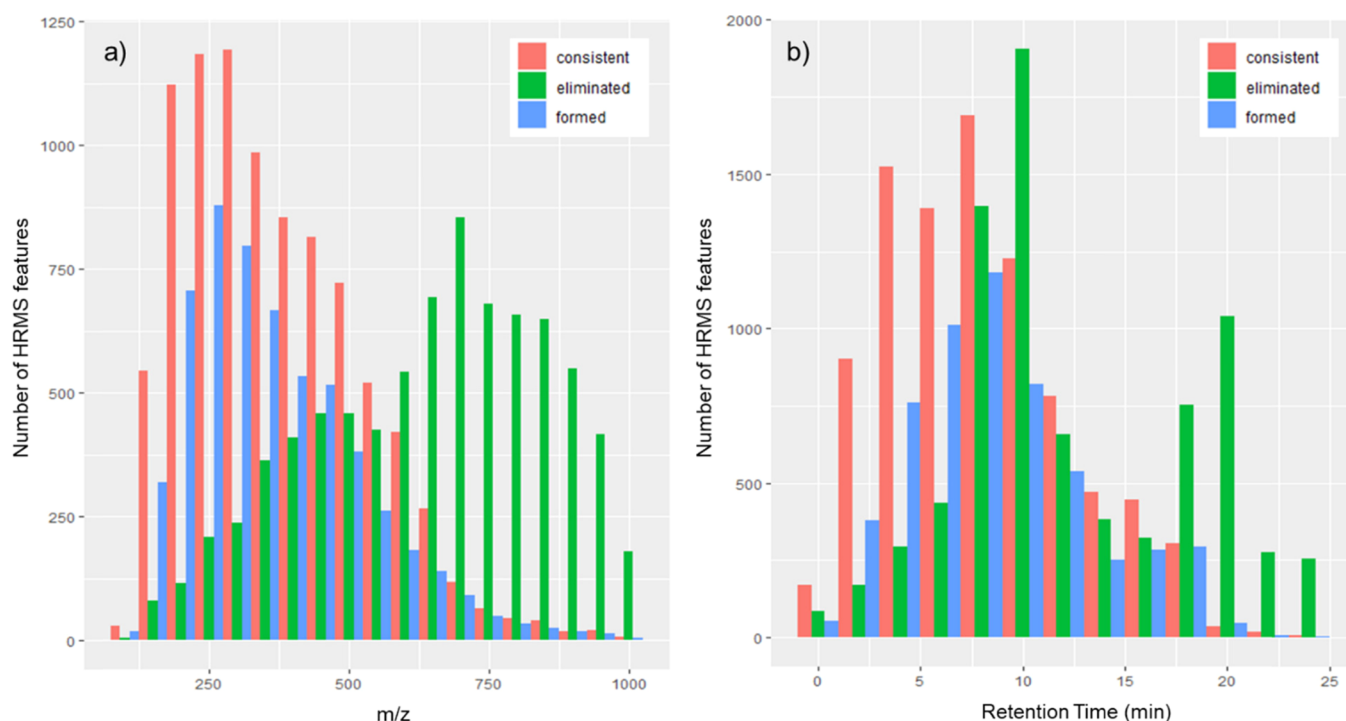 a)
consistent
eliminated
formed
1250
1000
750
500
250
0
Number of HRMS features
250 500 750 1000
m/z
b)
consistent
eliminated
formed
2000
1500
1000
500
0
Number of HRMS features
0 5 10 15 20 25
Retention Time (min)